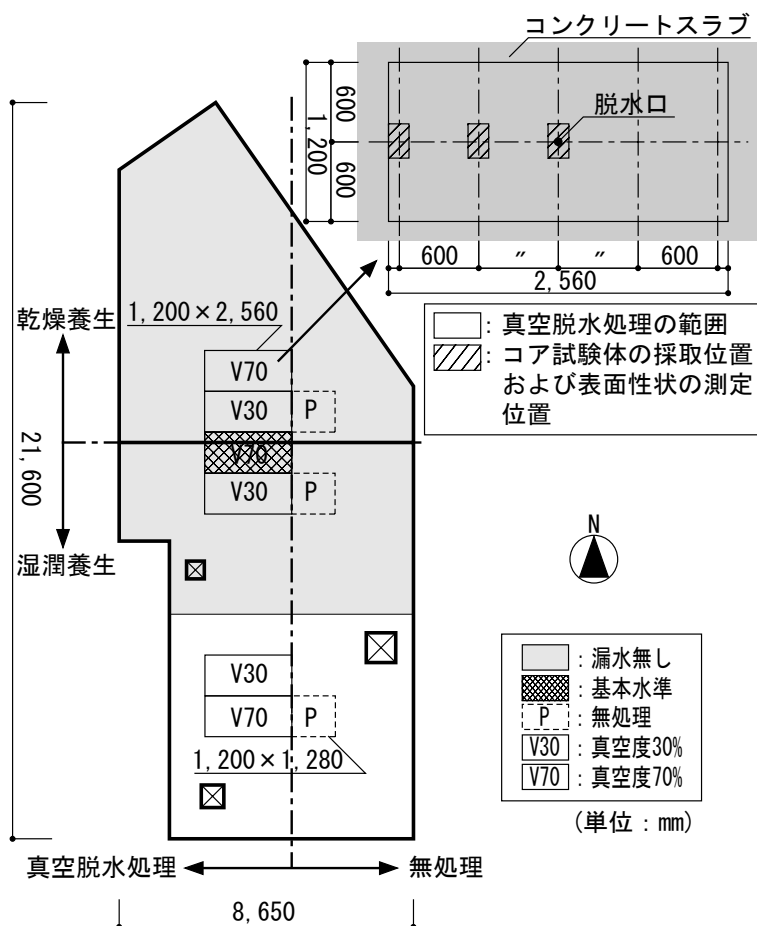 コンクリートスラブ
脱水口
600
1,200
600
600
〃
〃
600
2,560
□: 真空脱水処理の範囲
: コア試験体の採取位置
および表面性状の測定
位置
乾燥養生
1,200×2,560
V70
V30
P
V70
V30
P
21,600
湿潤養生
N
V30
V70
P
1,200×1,280
: 漏水無し
: 基本水準
P : 無処理
V30 : 真空度30%
V70 : 真空度70%
(単位：mm)
真空脱水処理
無処理
8,650